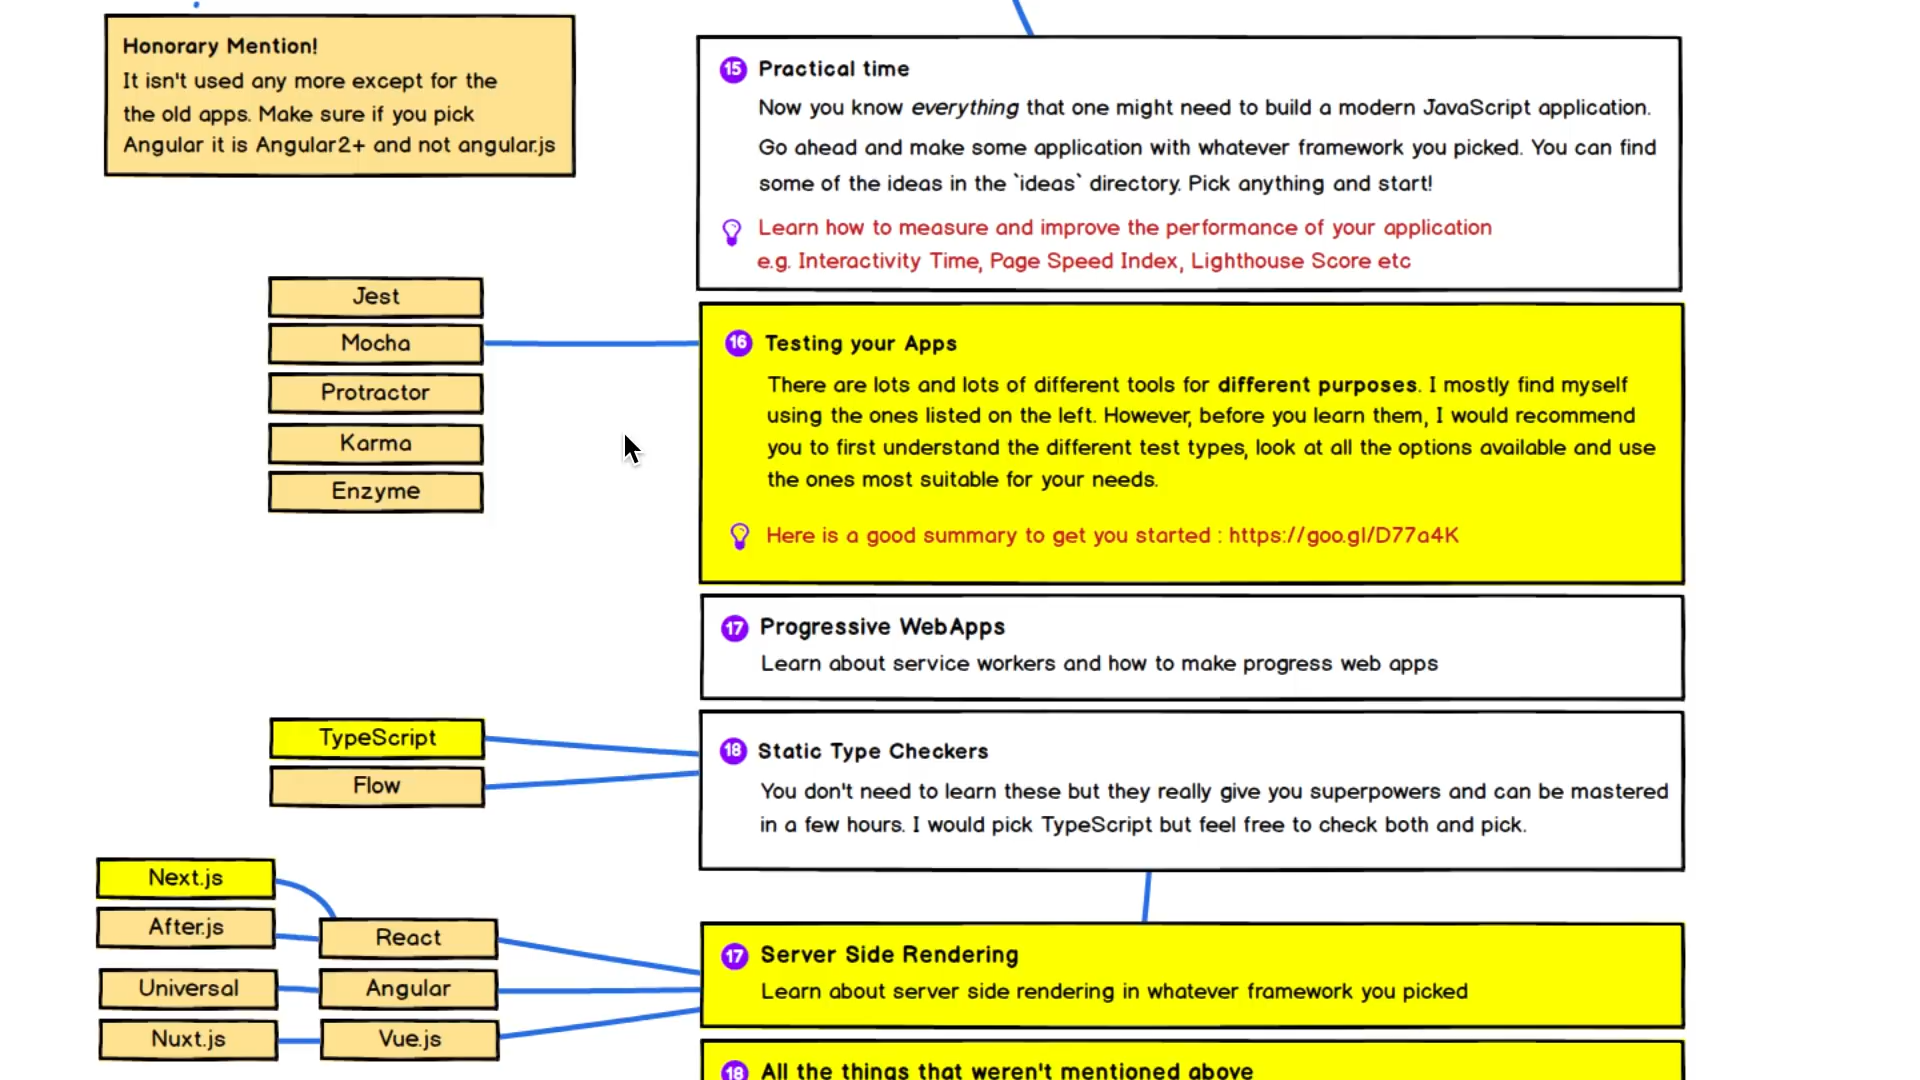 Honorary Mention!
It isn't used any more except for the
the old apps. Make sure if you pick
Angular it is Angular2+ and not angular.js
15 Practical time
Now you know everything that one might need to build a modern JavaScript application.
Go ahead and make some application with whatever framework you picked. You can find
some of the ideas in the `ideas` directory. Pick anything and start!
Learn how to measure and improve the performance of your application
e.g. Interactivity Time, Page Speed Index, Lighthouse Score etc
Jest
Mocha
Protractor
Karma
Enzyme
16 Testing your Apps
There are lots and lots of different tools for different purposes. I mostly find myself
using the ones listed on the left. However, before you learn them, I would recommend
you to first understand the different test types, look at all the options available and use
the ones most suitable for your needs.
Here is a good summary to get you started : https://goo.gl/D77a4K
17 Progressive WebApps
Learn about service workers and how to make progress web apps
TypeScript
Flow
18 Static Type Checkers
You don't need to learn these but they really give you superpowers and can be mastered
in a few hours. I would pick TypeScript but feel free to check both and pick.
Next.js
After.js
React
Universal
Angular
Nuxt.js
Vue.js
17 Server Side Rendering
Learn about server side rendering in whatever framework you picked
18 All the things that weren't mentioned above